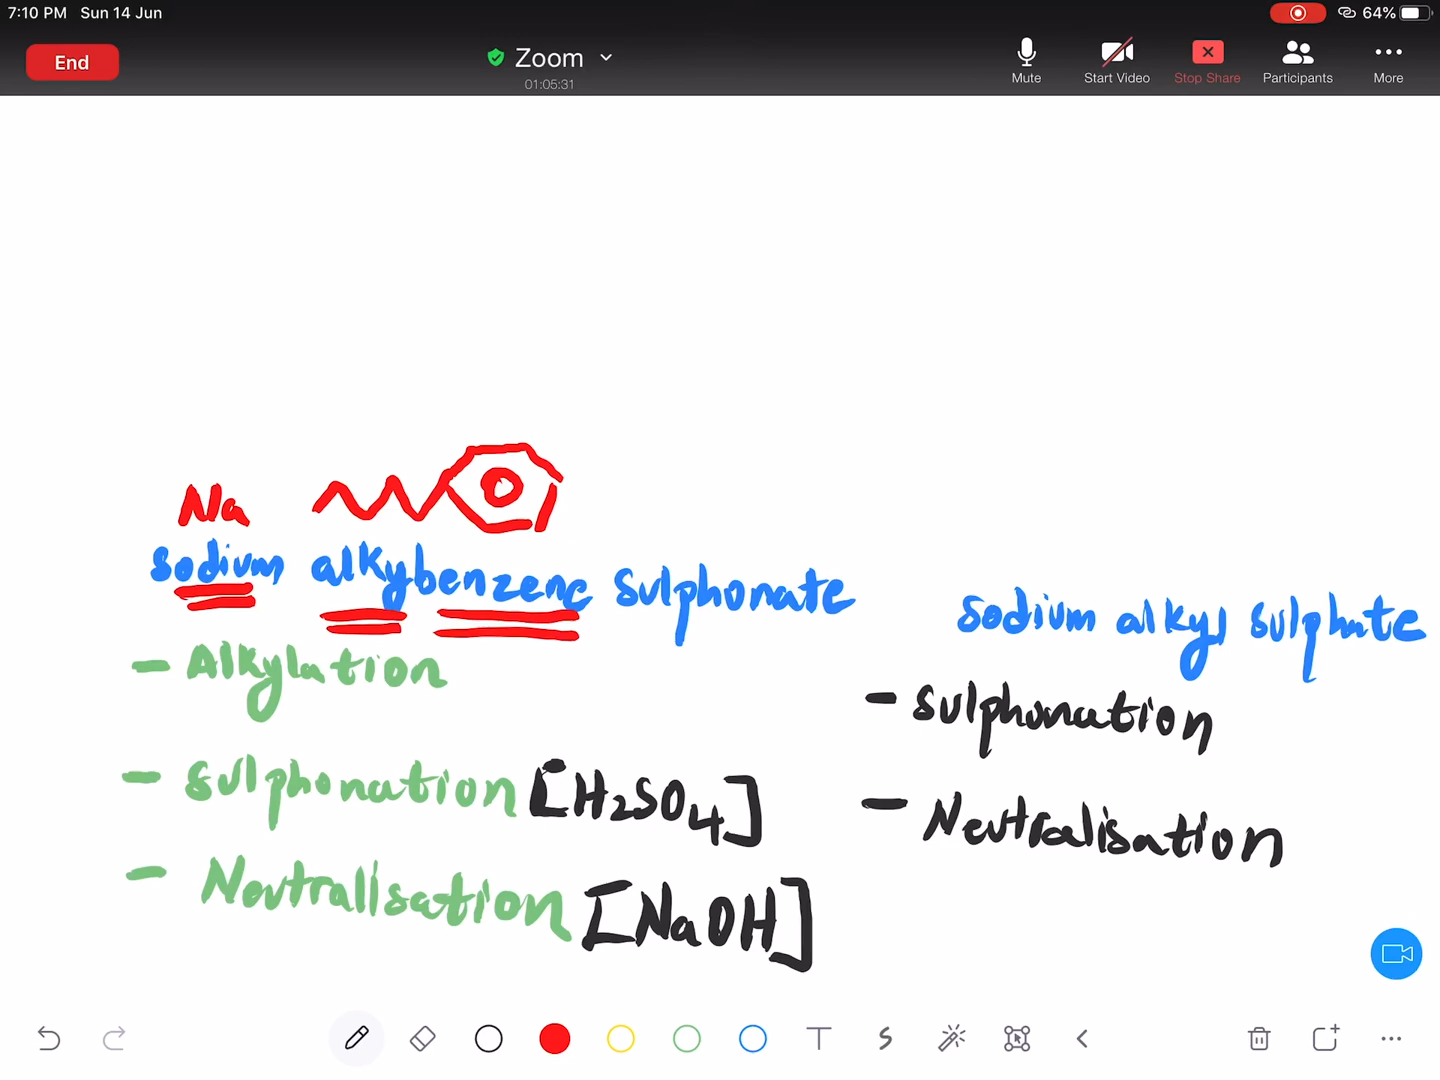 7:10 PM Sun 14 Jun
64%
End
Zoom
01:05:31
Mute
Start Video
Stop Share
Participants
More
Na
sodium alkybenzene sulphonate
sodium alkyl sulphate
- Alkylation
- sulphonation
- sulphonation [H2SO4]
- Neutralisation
- Neutralisation [NaOH]
T